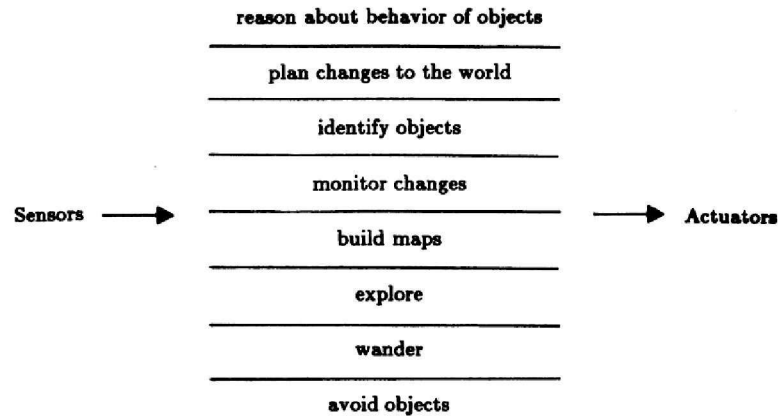 reason about behavior of objects
plan changes to the world
identify objects
monitor changes
Sensors
Actuators
build maps
explore
wander
avoid objects